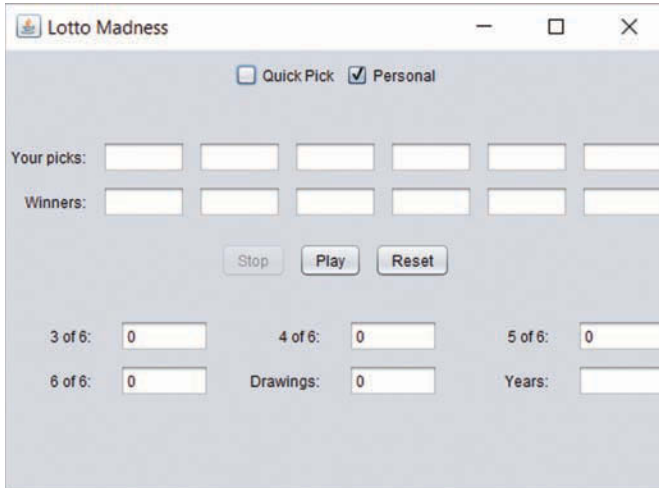 Lotto Madness
Quick Pick Personal
Your picks:
Winners:
Stop Play Reset
3 of 6: 0 4 of 6: 0 5 of 6: 0
6 of 6: 0 Drawings: 0 Years: